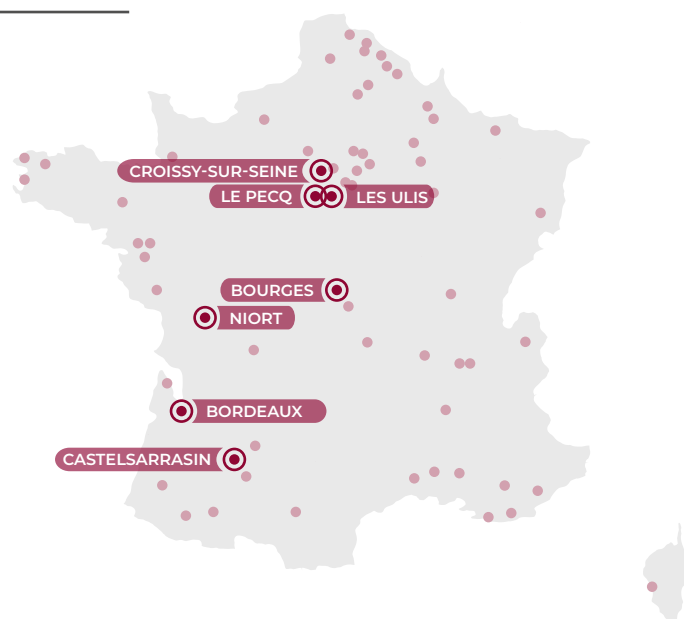 CROISSY-SUR-SEINE
LE PECQ
LES ULIS
BOURGES
NIORT
BORDEAUX
CASTELSARRASIN